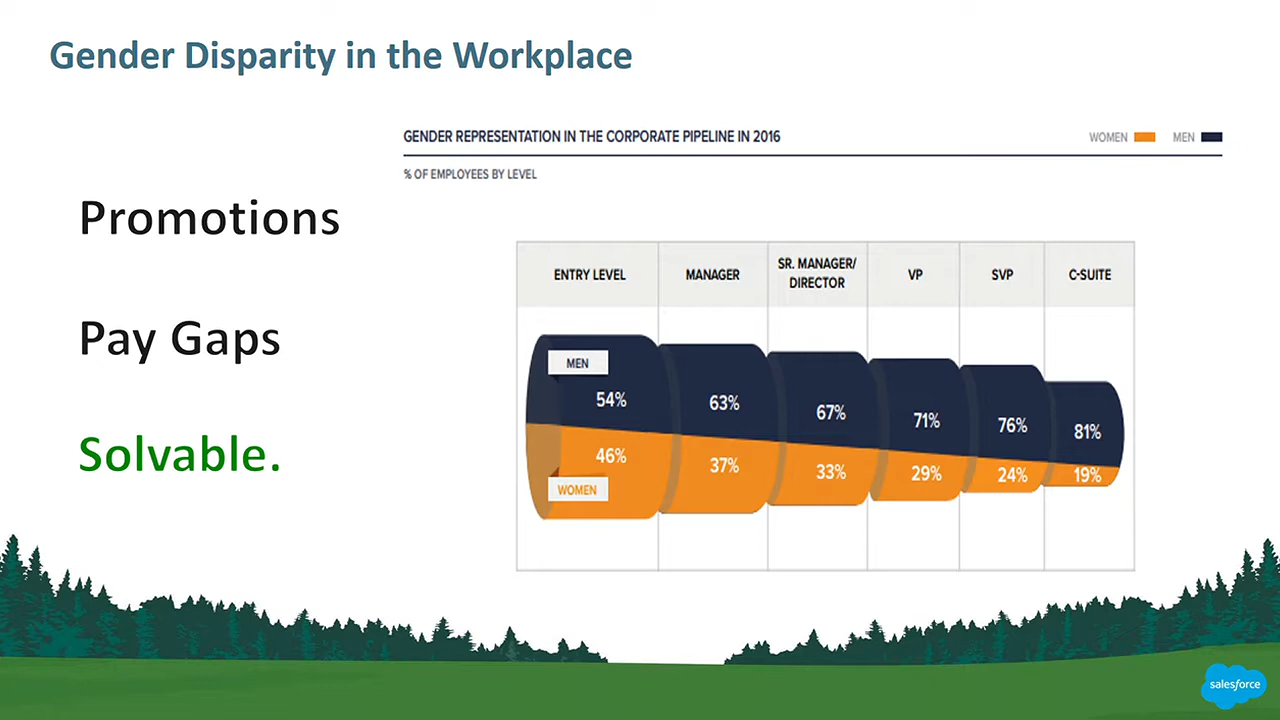 Gender Disparity in the Workplace
GENDER REPRESENTATION IN THE CORPORATE PIPELINE IN 2016
WOMEN MEN
% OF EMPLOYEES BY LEVEL
Promotions
Pay Gaps
Solvable.
ENTRY LEVEL
MANAGER
SR. MANAGER/
DIRECTOR
VP
SVP
C-SUITE
MEN
54% 63% 67% 71% 76% 81%
46% 37% 33% 29% 24% 19%
WOMEN
salesforce